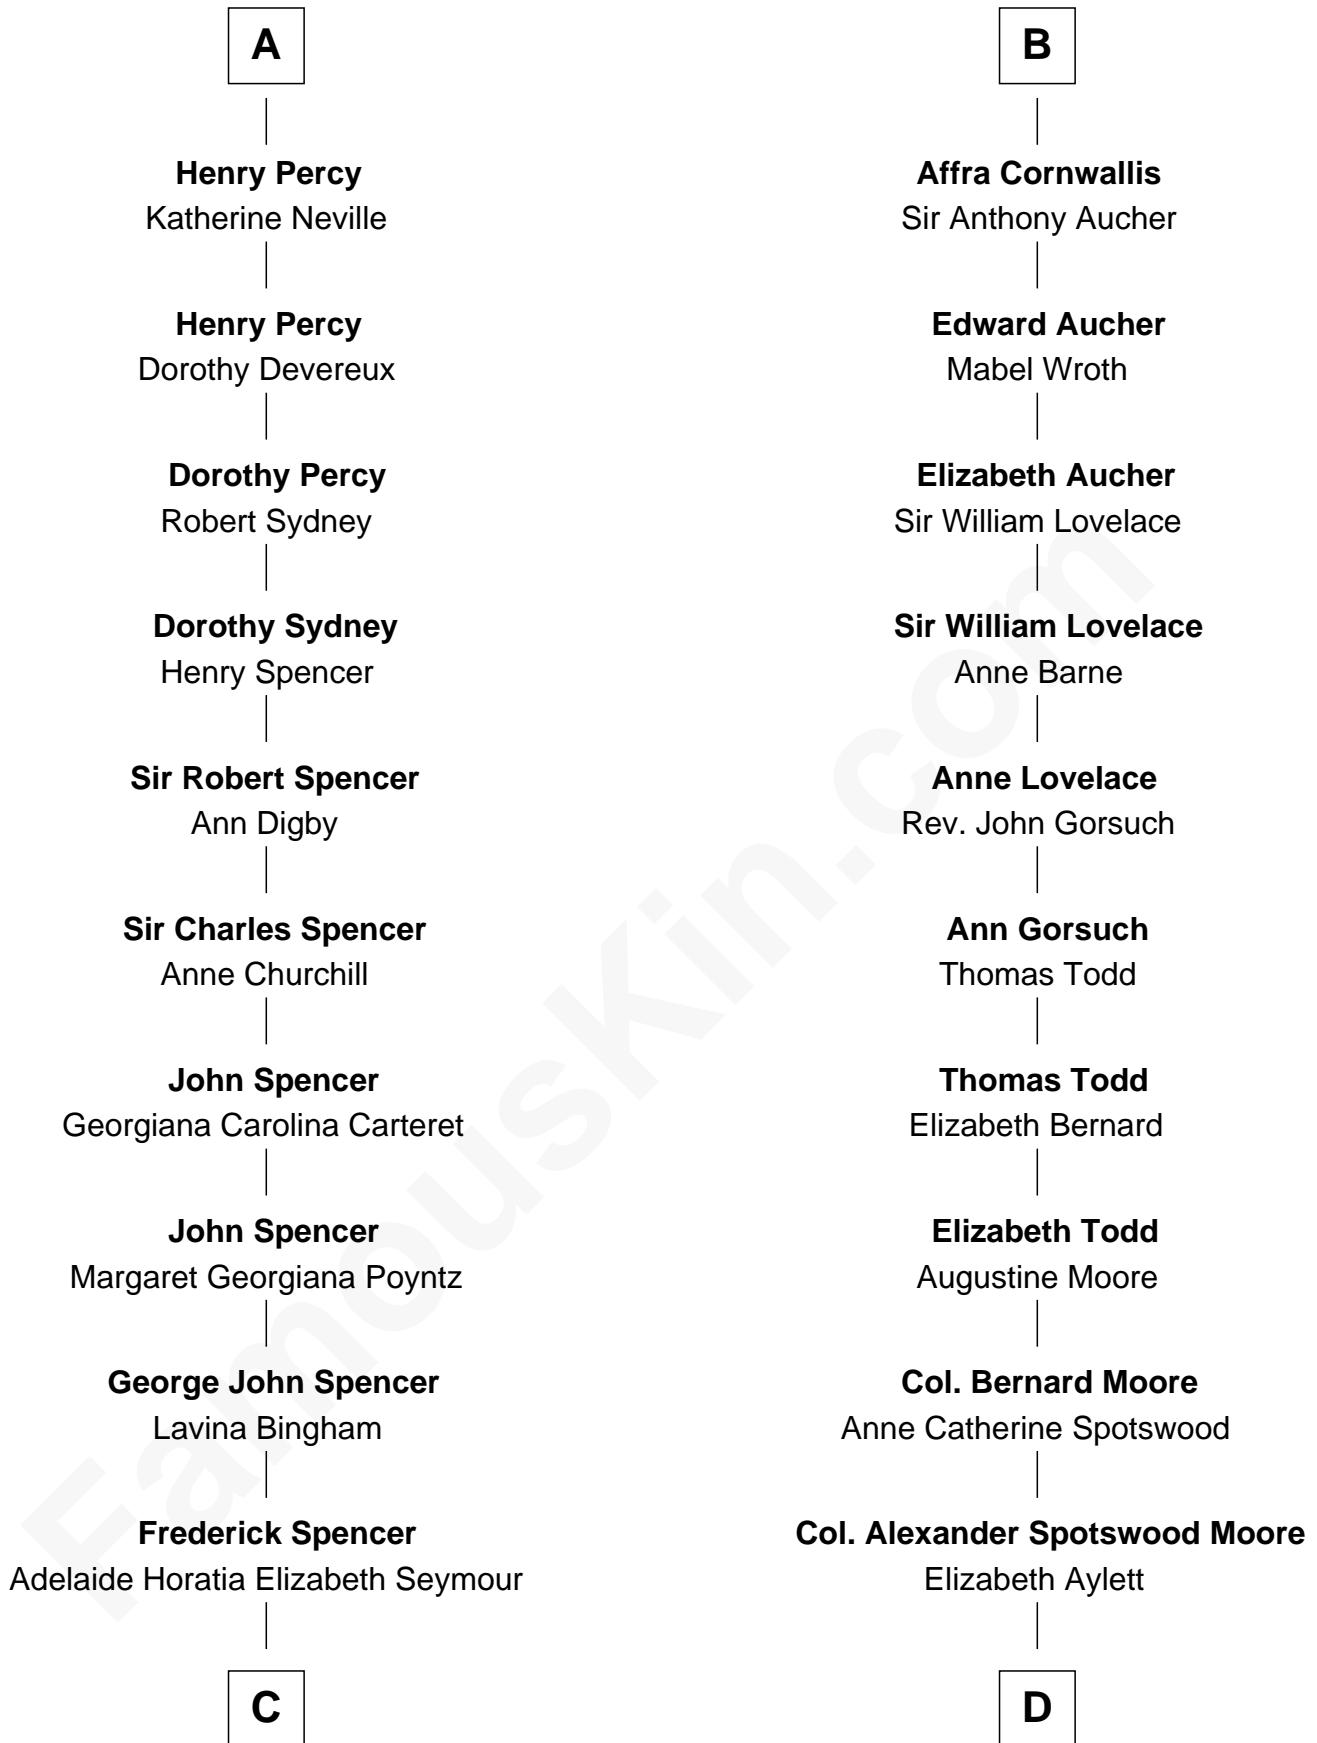 A
Henry Percy
Katherine Neville
Henry Percy
Dorothy Devereux
Dorothy Percy
Robert Sydney
Dorothy Sydney
Henry Spencer
Sir Robert Spencer
Ann Digby
Sir Charles Spencer
Anne Churchill
John Spencer
Georgiana Carolina Carteret
John Spencer
Margaret Georgiana Poyntz
George John Spencer
Lavina Bingham
Frederick Spencer
Adelaide Horatia Elizabeth Seymour
C
B
Affra Cornwallis
Sir Anthony Aucher
Edward Aucher
Mabel Wroth
Elizabeth Aucher
Sir William Lovelace
Sir William Lovelace
Anne Barne
Anne Lovelace
Rev. John Gorsuch
Ann Gorsuch
Thomas Todd
Thomas Todd
Elizabeth Bernard
Elizabeth Todd
Augustine Moore
Col. Bernard Moore
Anne Catherine Spotswood
Col. Alexander Spotswood Moore
Elizabeth Aylett
D
FamousKin.com